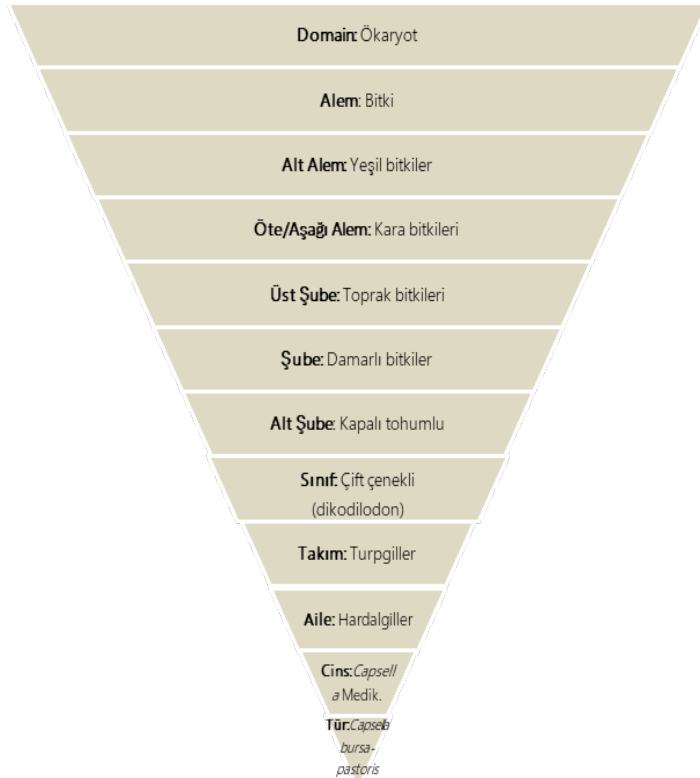 Domain: Ökaryot
Alem: Bitki
Alt Alem: Yeşil bitkiler
Öte/Aşağı Alem: Kara bitkileri
Üst Şube: Toprak bitkileri
Şube: Damarlı bitkiler
Alt Şube: Kapalı tohumlu
Sınıf: Çift çenekli
(dikodilodon)
Takım: Turpgiller
Aile: Hardalgiller
Cins:Capsell
a Medik.
Tür:Capsella
bursa-
pastoris